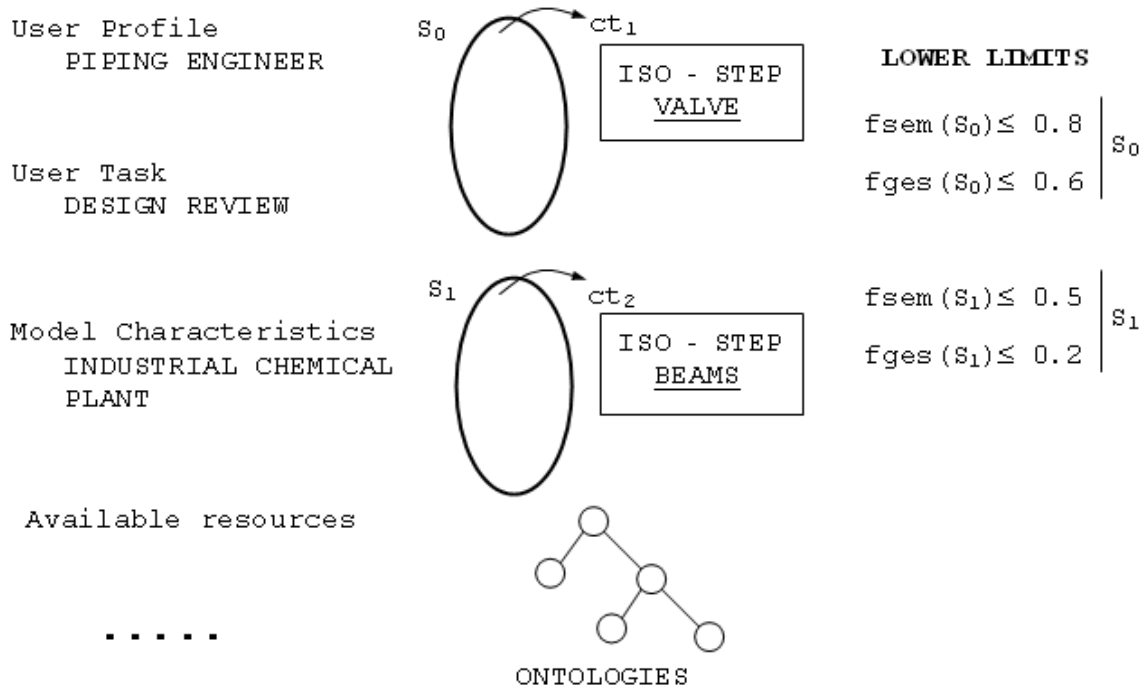 User Profile
PIPING ENGINEER
User Task
DESIGN REVIEW
Model Characteristics
INDUSTRIAL CHEMICAL
PLANT
Available resources
.....
S₀
ct₁
ISO - STEP
VALVE
S₁
ct₂
ISO - STEP
BEAMS
ONTOLOGIES
LOWER LIMITS
fsem(S₀)≤ 0.8
fges(S₀)≤ 0.6
S₀
fsem(S₁)≤ 0.5
fges(S₁)≤ 0.2
S₁